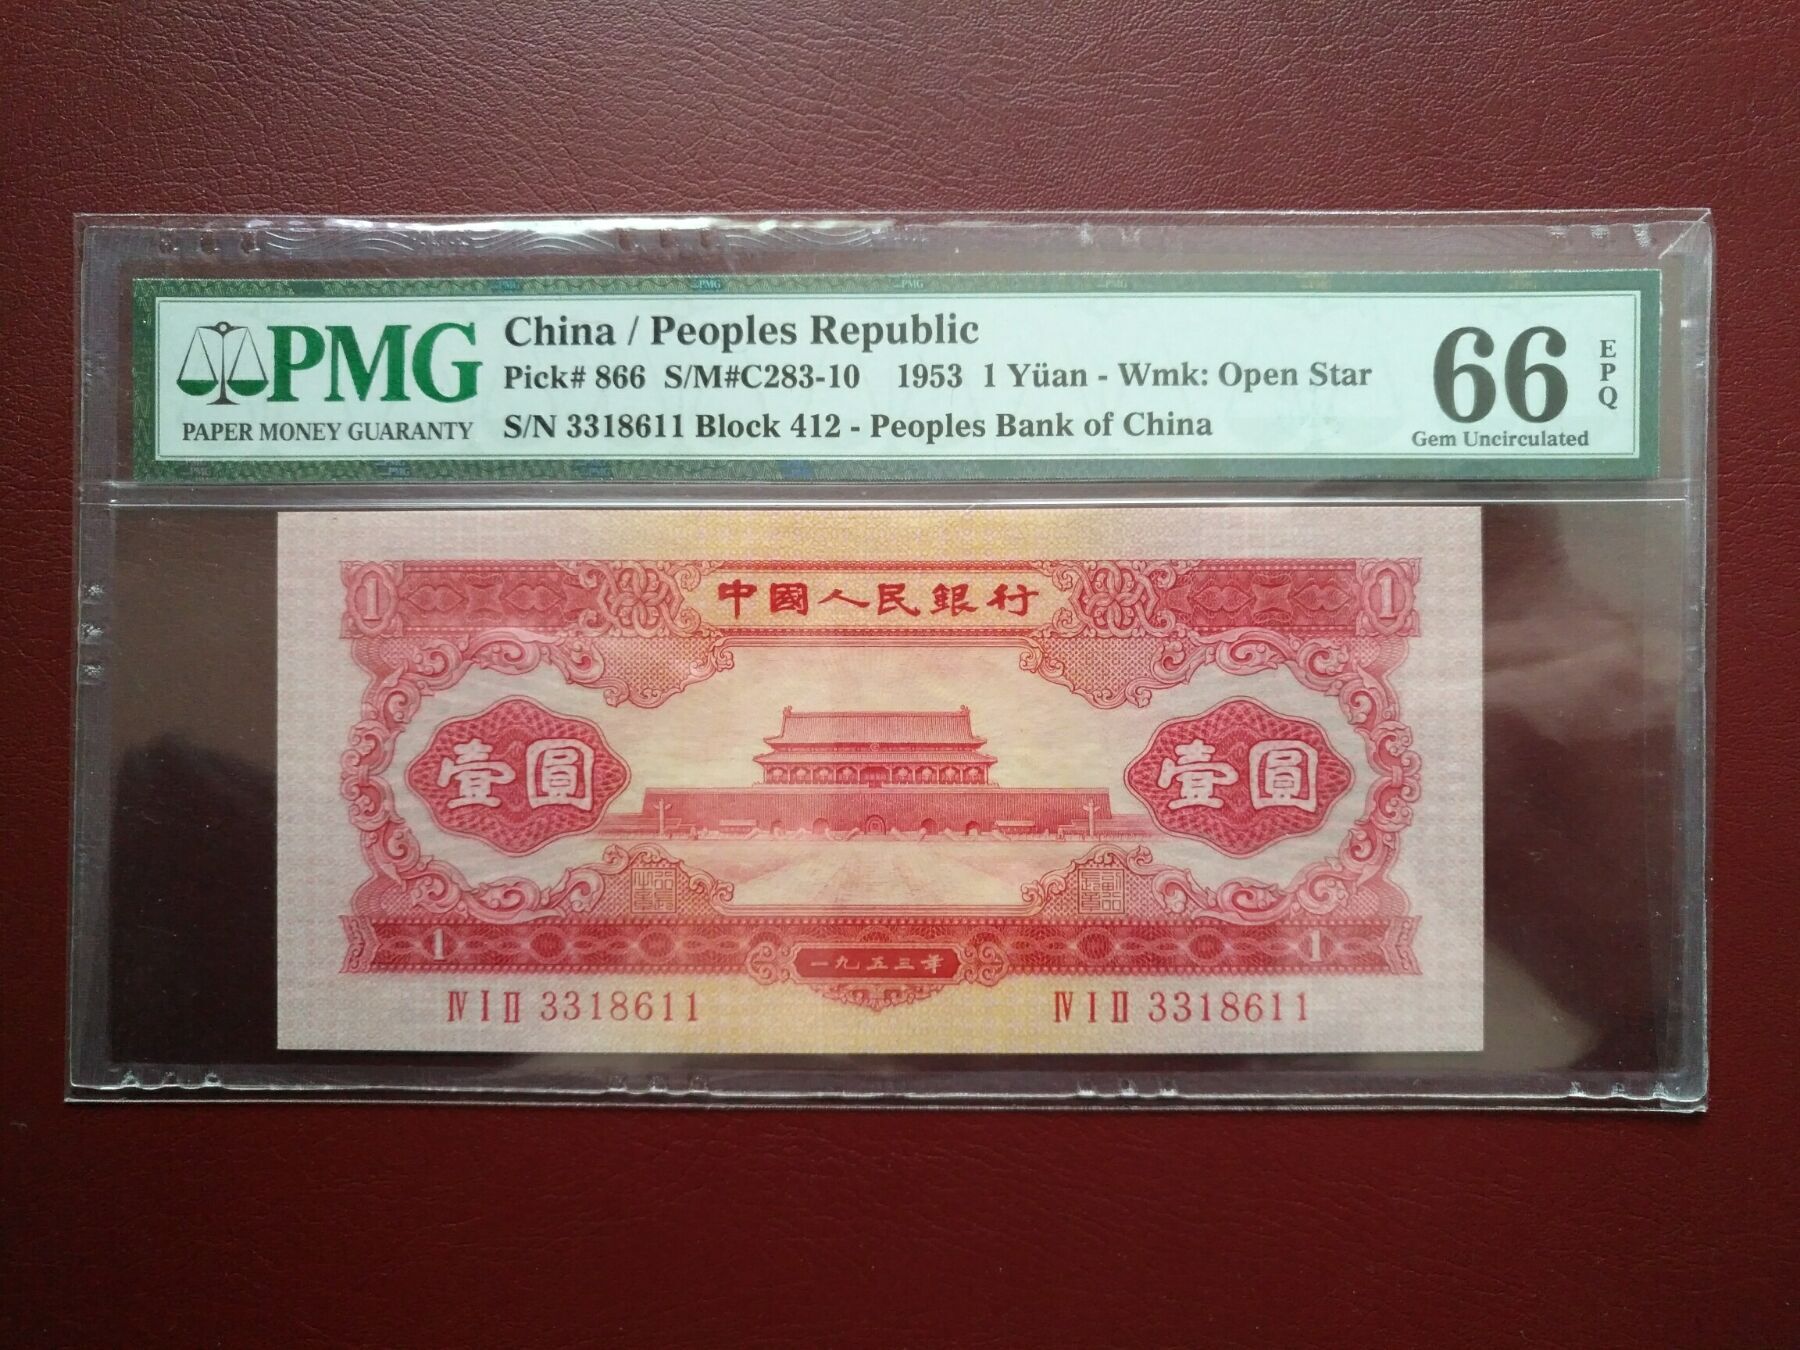 PMG
PAPER MONEY GUARANTY
China / Peoples Republic
Pick# 866 S/M#C283-10 1953 1 Yüan - Wmk: Open Star
S/N 3318611 Block 412 - Peoples Bank of China
66
EPQ
Gem Uncirculated
1 中國人民銀行 1
壹圓 壹圓
1 一九五三年 1
Ⅳ Ⅰ Ⅱ 3318611 Ⅳ Ⅰ Ⅱ 3318611